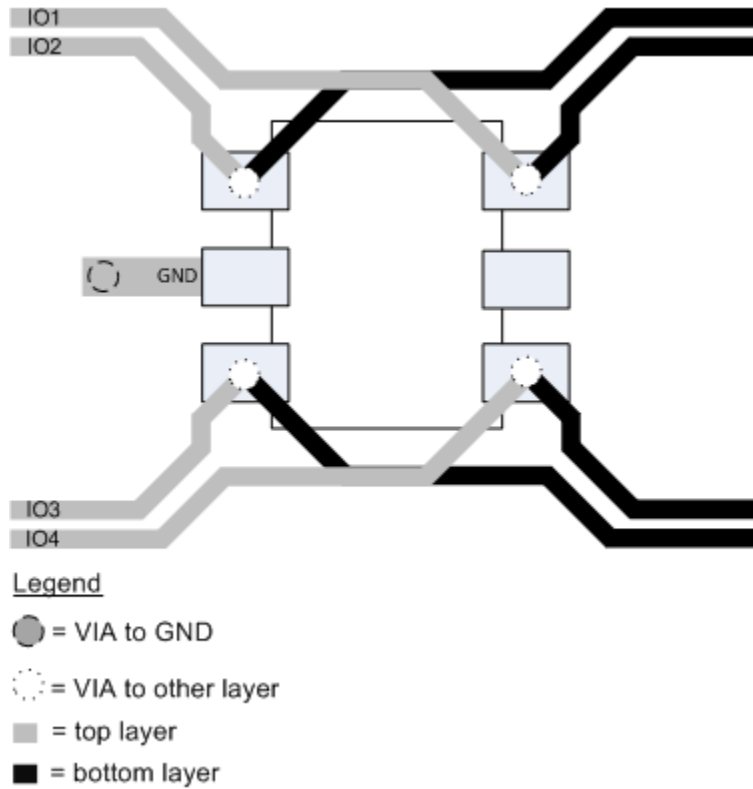 IO1
IO2
GND
IO3
IO4
Legend
= VIA to GND
= VIA to other layer
= top layer
= bottom layer